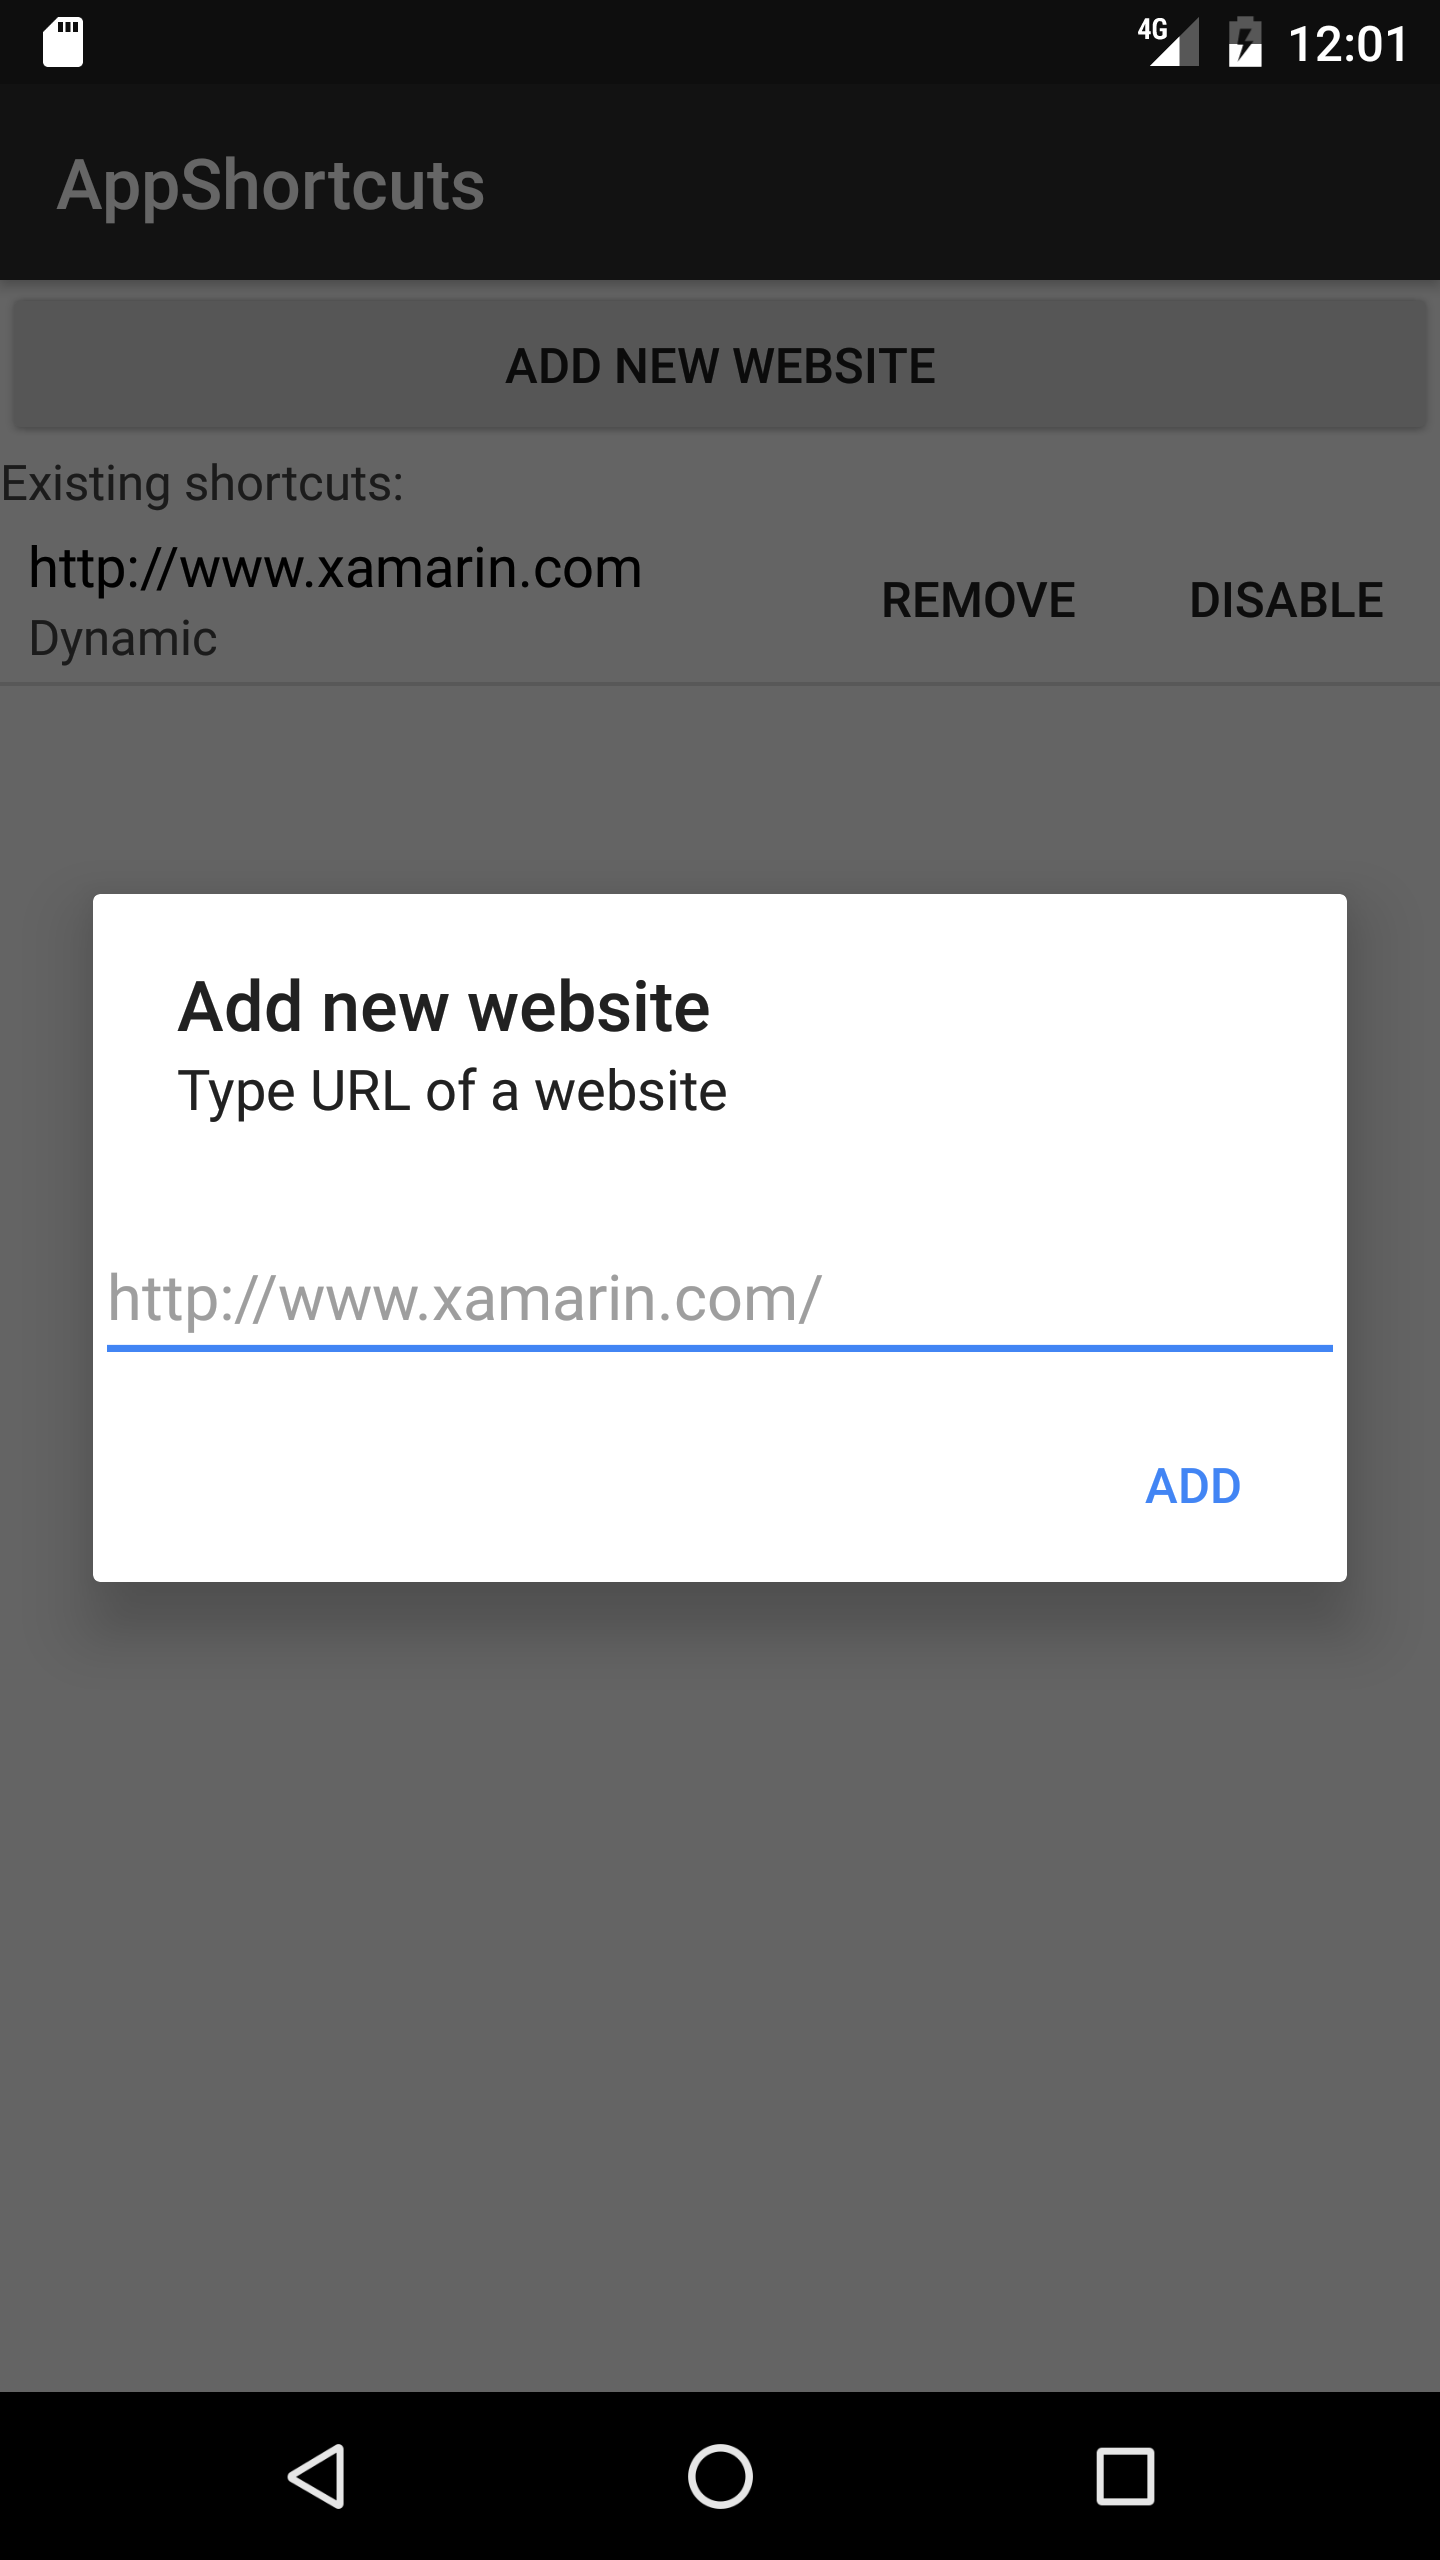 4G 12:01
AppShortcuts
ADD NEW WEBSITE
Existing shortcuts:
http://www.xamarin.com
Dynamic
REMOVE DISABLE
Add new website
Type URL of a website
http://www.xamarin.com/
ADD